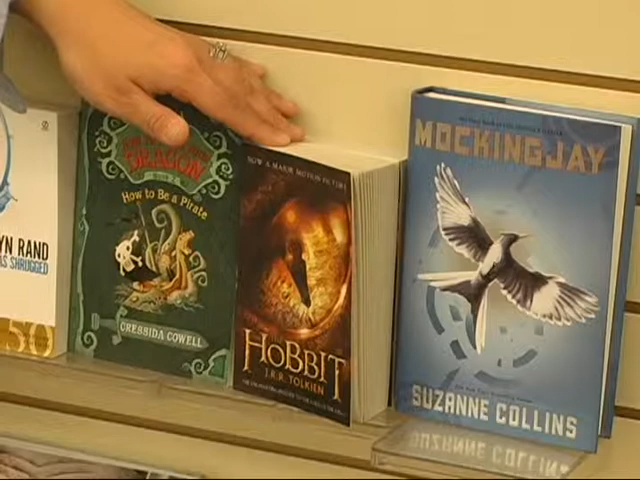 YN RAND
AS SHRUGGED
50
DRAGON
How to Be a Pirate
CRESSIDA COWELL
NOW A MAJOR MOTION PICTURE
THE HOBBIT
J.R.R. TOLKIEN
MOCKINGJAY
SUZANNE COLLINS